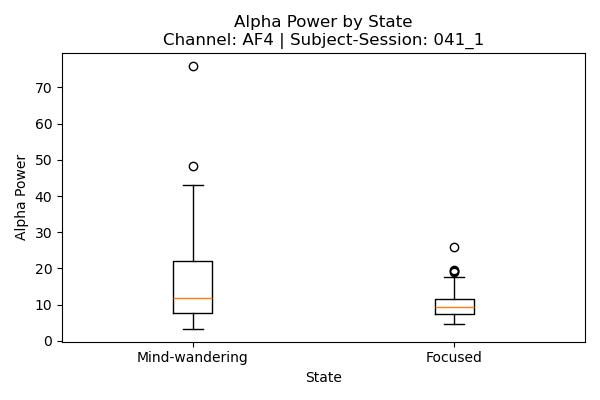 Alpha Power by State
Channel: AF4 | Subject-Session: 041_1
Alpha Power
70
60
50
40
30
20
10
0
Mind-wandering
Focused
State